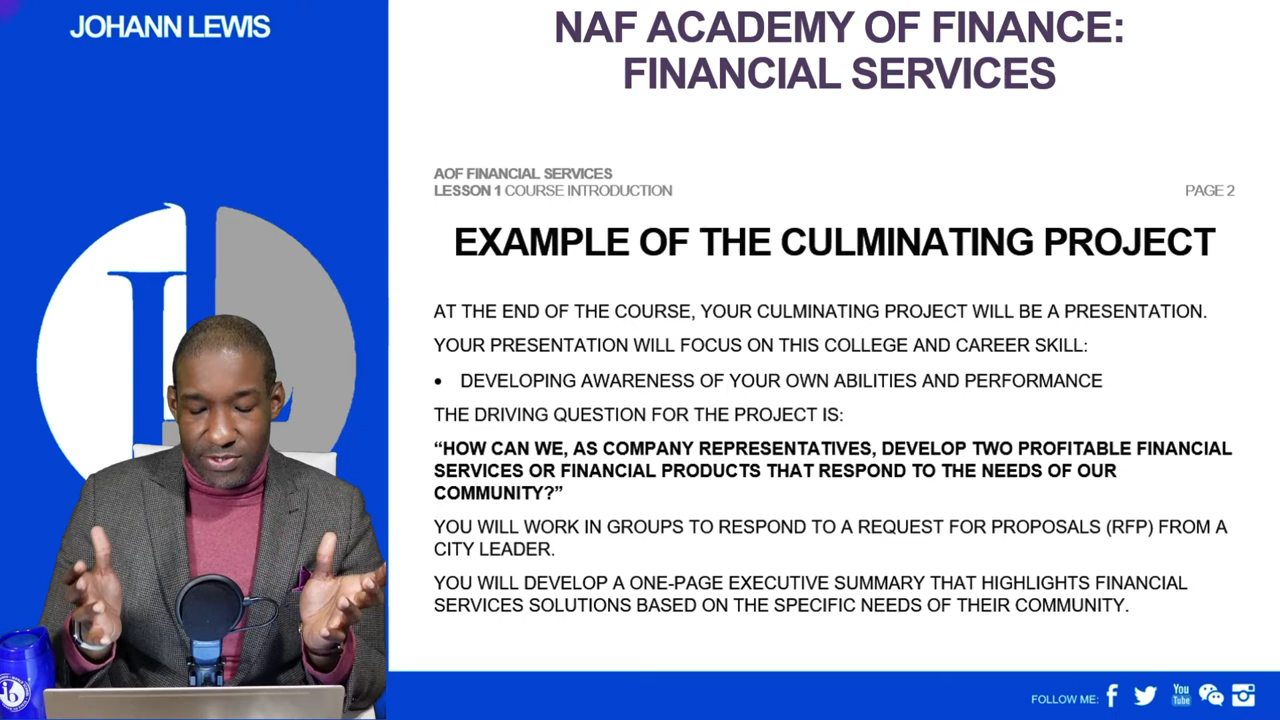 JOHANN LEWIS
NAF ACADEMY OF FINANCE:
FINANCIAL SERVICES
AOF FINANCIAL SERVICES
LESSON 1 COURSE INTRODUCTION
PAGE 2
EXAMPLE OF THE CULMINATING PROJECT
AT THE END OF THE COURSE, YOUR CULMINATING PROJECT WILL BE A PRESENTATION.
YOUR PRESENTATION WILL FOCUS ON THIS COLLEGE AND CAREER SKILL:
• DEVELOPING AWARENESS OF YOUR OWN ABILITIES AND PERFORMANCE
THE DRIVING QUESTION FOR THE PROJECT IS:
“HOW CAN WE, AS COMPANY REPRESENTATIVES, DEVELOP TWO PROFITABLE FINANCIAL
SERVICES OR FINANCIAL PRODUCTS THAT RESPOND TO THE NEEDS OF OUR
COMMUNITY?”
YOU WILL WORK IN GROUPS TO RESPOND TO A REQUEST FOR PROPOSALS (RFP) FROM A
CITY LEADER.
YOU WILL DEVELOP A ONE-PAGE EXECUTIVE SUMMARY THAT HIGHLIGHTS FINANCIAL
SERVICES SOLUTIONS BASED ON THE SPECIFIC NEEDS OF THEIR COMMUNITY.
FOLLOW ME:
You
Tube